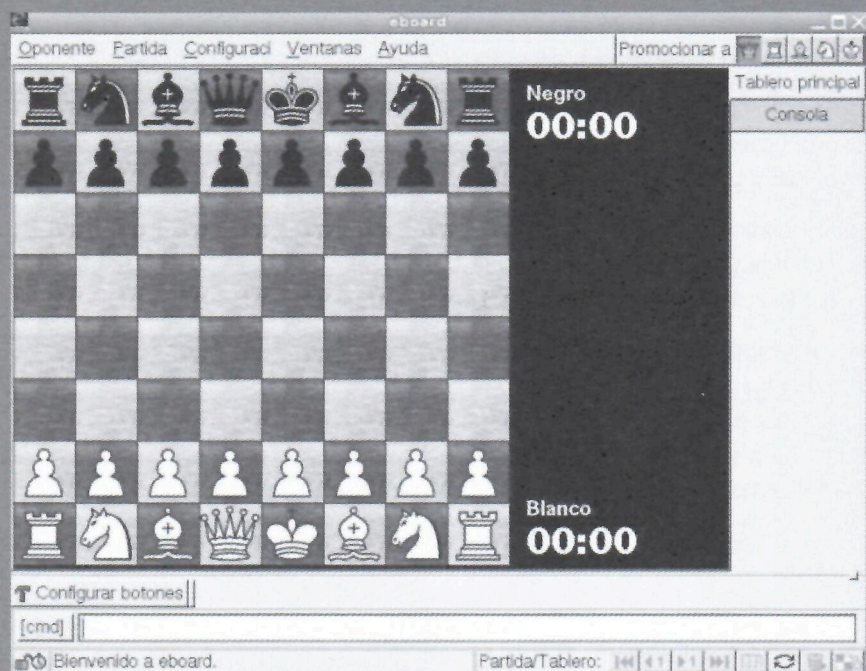 eboard
Oponente Partida Configuraci Ventanas Ayuda Promocionar a
Tablero principal
Consola
Negro
00:00
Blanco
00:00
Configurar botones
[cmd]
Bienvenido a eboard. Partida/Tablero: